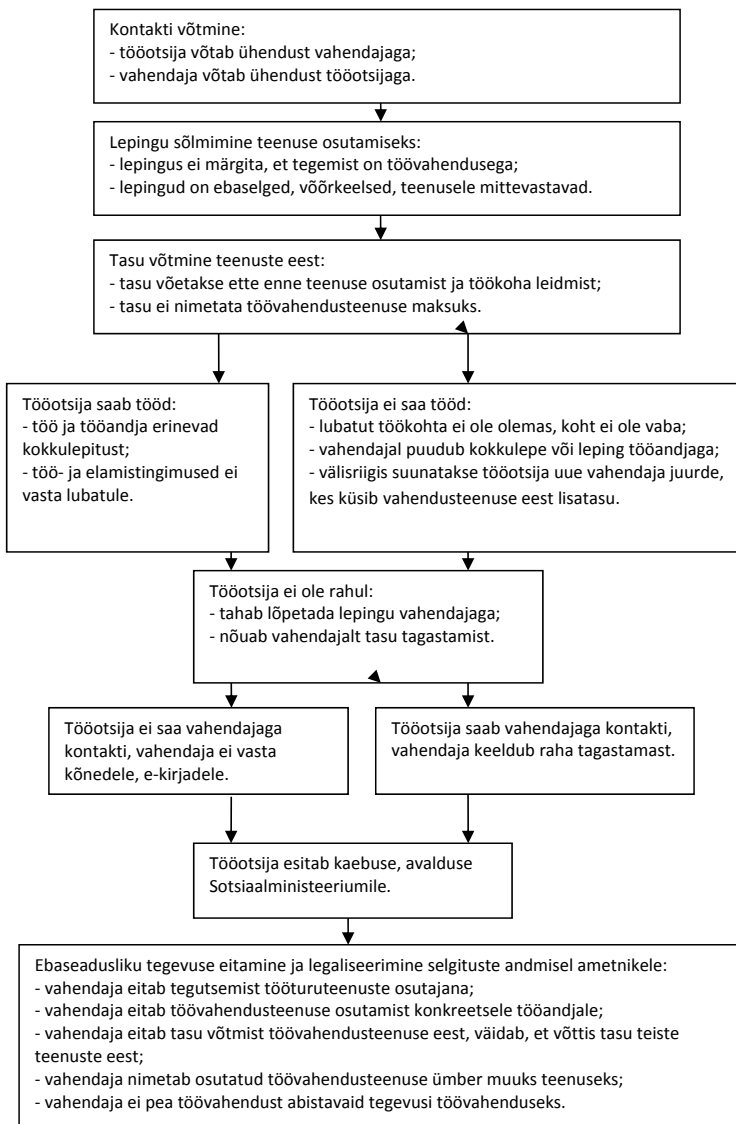 Kontakti võtmine:
- tööotsija võtab ühendust vahendajaga;
- vahendaja võtab ühendust tööotsijaga.
Lepingu sõlmimine teenuse osutamiseks:
- lepingus ei märgita, et tegemist on töövahendusega;
- lepingud on ebaselged, võõrkeelsed, teenusele mittevastavad.
Tasu võtmine teenuste eest:
- tasu võetakse ette enne teenuse osutamist ja töökoha leidmist;
- tasu ei nimetata töövahendusteenuse maksuks.
Tööotsija saab tööd:
- töö ja tööandja erinevad
kokkulepitust;
- töö- ja elamistingimused ei
vasta lubatule.
Tööotsija ei saa tööd:
- lubatut töökohta ei ole olemas, koht ei ole vaba;
- vahendajal puudub kokkulepe või leping tööandjaga;
- välisriigis suunatakse tööotsija uue vahendaja juurde,
kes küsib vahendusteenuse eest lisatasu.
Tööotsija ei ole rahul:
- tahab lõpetada lepingu vahendajaga;
- nõuab vahendajalt tasu tagastamist.
Tööotsija ei saa vahendajaga
kontakti, vahendaja ei vasta
kõnedele, e-kirjadele.
Tööotsija saab vahendajaga kontakti,
vahendaja keeldub raha tagastamast.
Tööotsija esitab kaebuse, avalduse
Sotsiaalministeeriumile.
Ebaseadusliku tegevuse eitamine ja legaliseerimine selgituste andmisel ametnikele:
- vahendaja eitab tegutsemist tööturuteenuste osutajana;
- vahendaja eitab töövahendusteenuse osutamist konkreetsele tööandjale;
- vahendaja eitab tasu võtmist töövahendusteenuse eest, väidab, et võttis tasu teiste
teenuste eest;
- vahendaja nimetab osutatud töövahendusteenuse ümber muuks teenuseks;
- vahendaja ei pea töövahendust abistavaid tegevusi töövahenduseks.